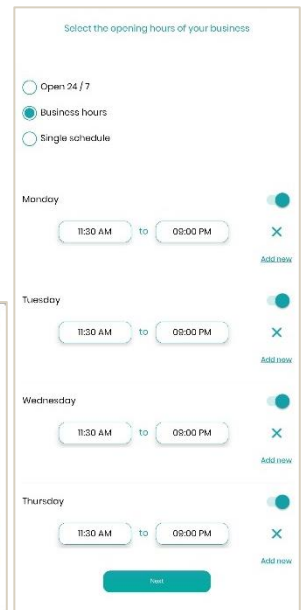 Select the opening hours of your business
Open 24 / 7
Business hours
Single schedule
Monday
11:30 AM to 09:00 PM
Add new
Tuesday
11:30 AM to 09:00 PM
Add new
Wednesday
11:30 AM to 09:00 PM
Add new
Thursday
11:30 AM to 09:00 PM
Add new
Next